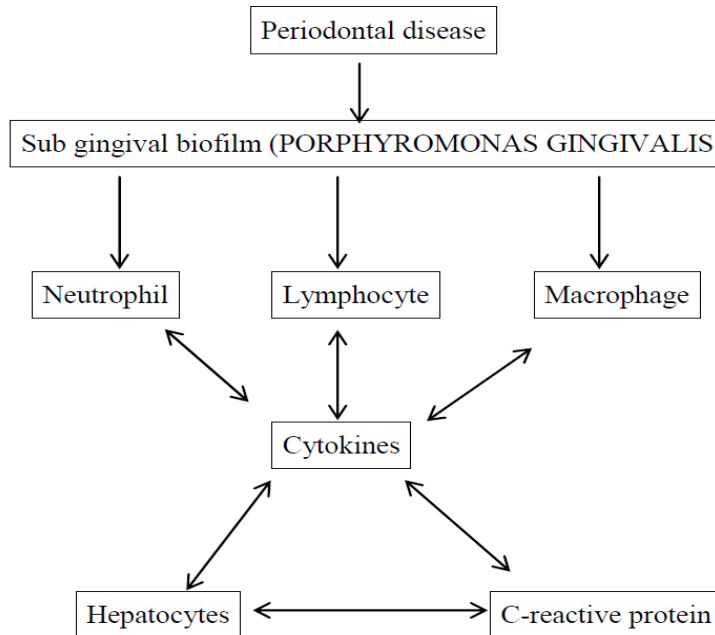 Periodontal disease
Sub gingival biofilm (PORPHYROMONAS GINGIVALIS
Neutrophil
Lymphocyte
Macrophage
Cytokines
Hepatocytes
C-reactive protein